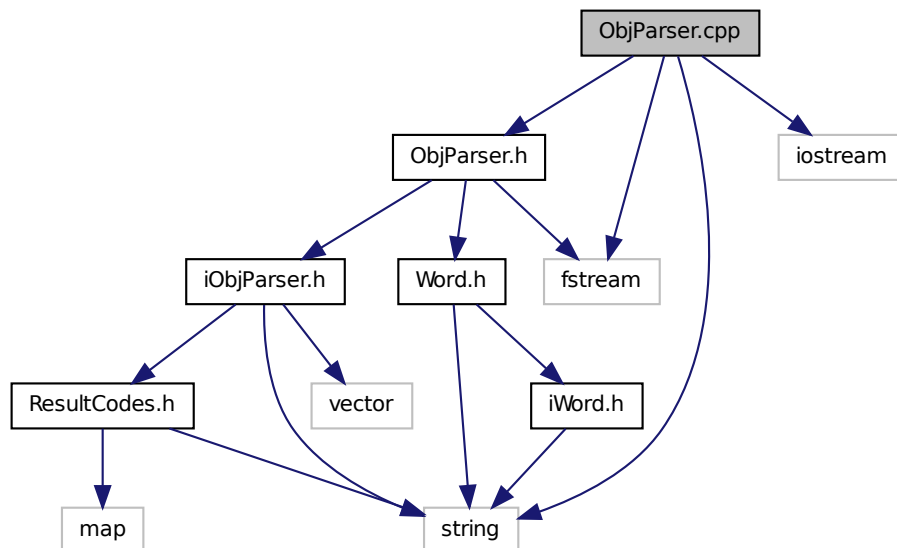 ObjParser.cpp
ObjParser.h
iostream
iObjParser.h
Word.h
fstream
ResultCodes.h
vector
iWord.h
map
string